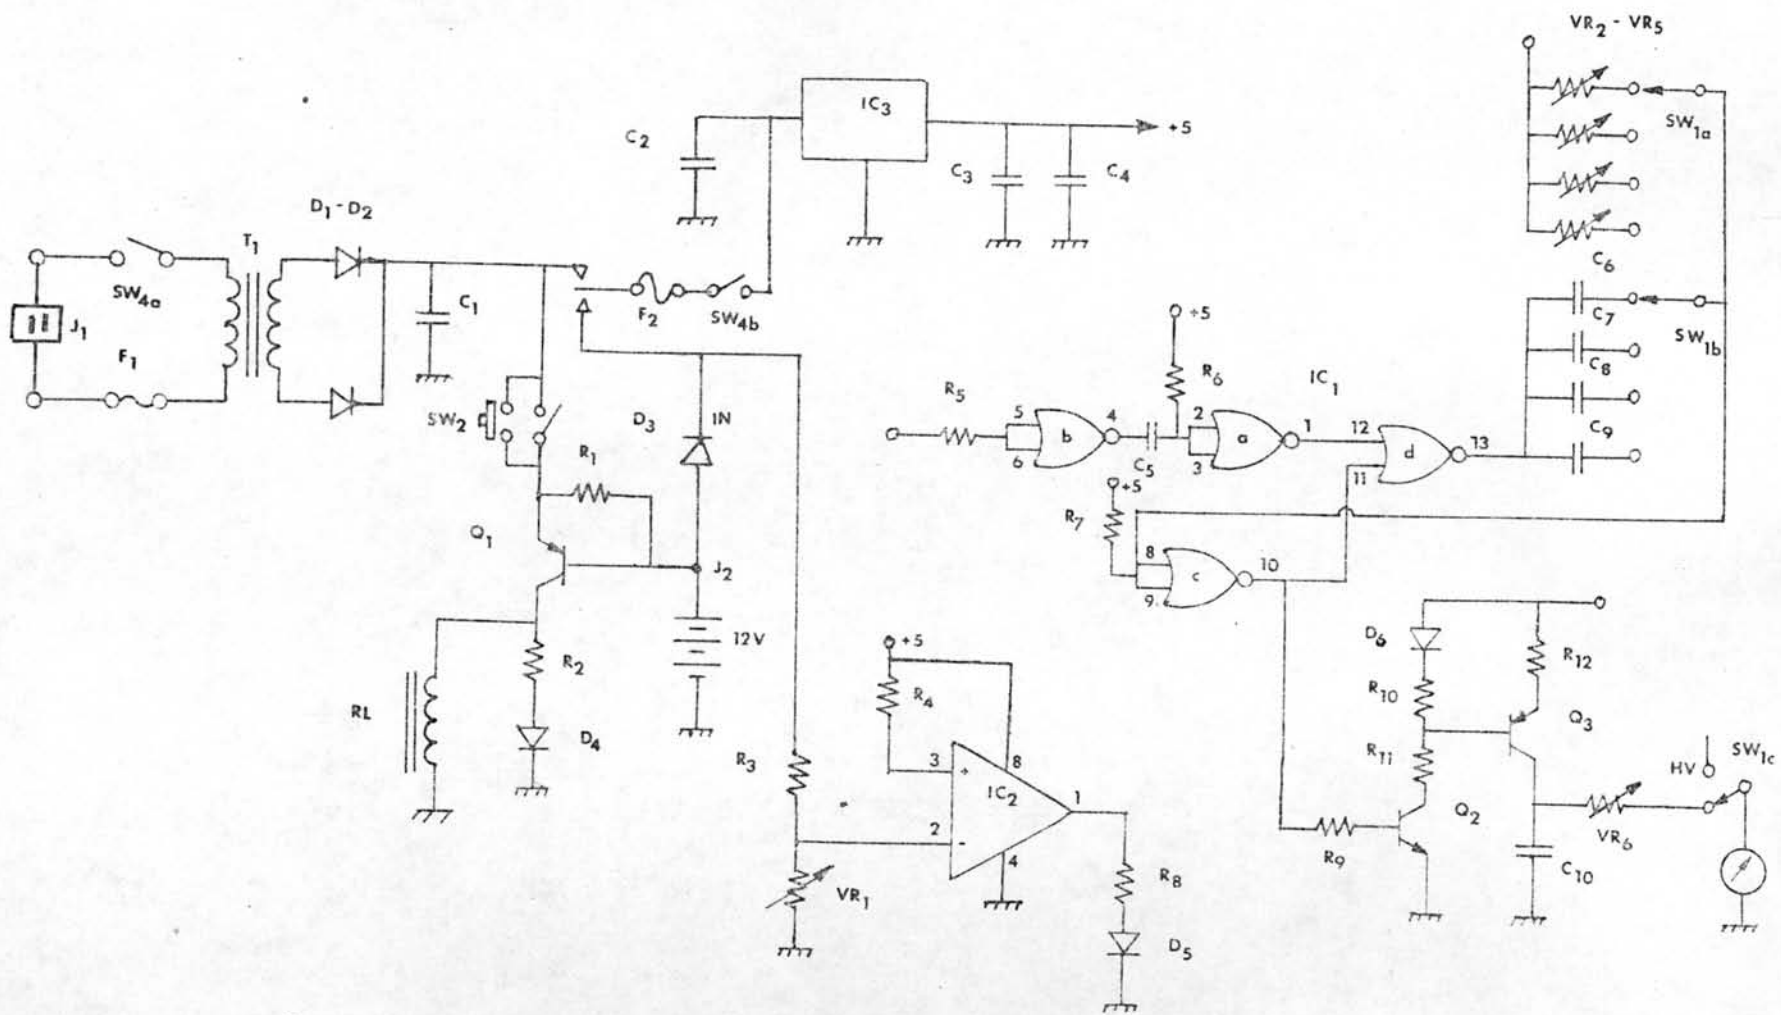 VR2 - VR5
IC3
+5
SW1a
C2
C3
C4
D1 - D2
T1
C6
SW4a
C1
F2
SW4b
C7
SW1b
J1
F1
÷5
R6
IC1
C8
R5
SW2
D3
IN
5
4
2
1
12
13
C9
b
a
d
6
C5
3
11
R1
+5
R7
Q1
8
10
J2
c
9.
12V
D6
R12
R2
+5
R10
RL
R4
Q3
D4
R11
SW1c
R3
3
8
HV
+
IC2
1
2
-
Q2
VR6
4
R9
C10
VR1
R8
D5